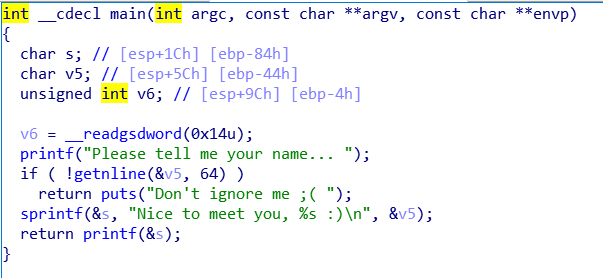 int __cdecl main(int argc, const char **argv, const char **envp)
{
  char s; // [esp+1Ch] [ebp-84h]
  char v5; // [esp+5Ch] [ebp-44h]
  unsigned int v6; // [esp+9Ch] [ebp-4h]

  v6 = __readgsdword(0x14u);
  printf("Please tell me your name... ");
  if ( !getnline(&v5, 64) )
    return puts("Don't ignore me ;( ");
  sprintf(&s, "Nice to meet you, %s :)\n", &v5);
  return printf(&s);
}